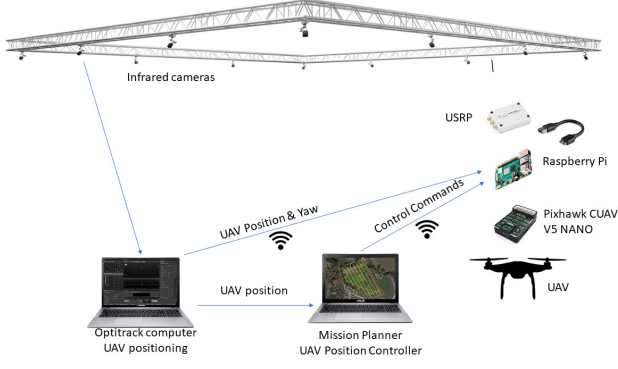 Infrared cameras
USRP
Raspberry Pi
UAV Position & Yaw
Control Commands
Pixhawk CUAV
V5 NANO
UAV position
UAV
Optitrack computer
UAV positioning
Mission Planner
UAV Position Controller